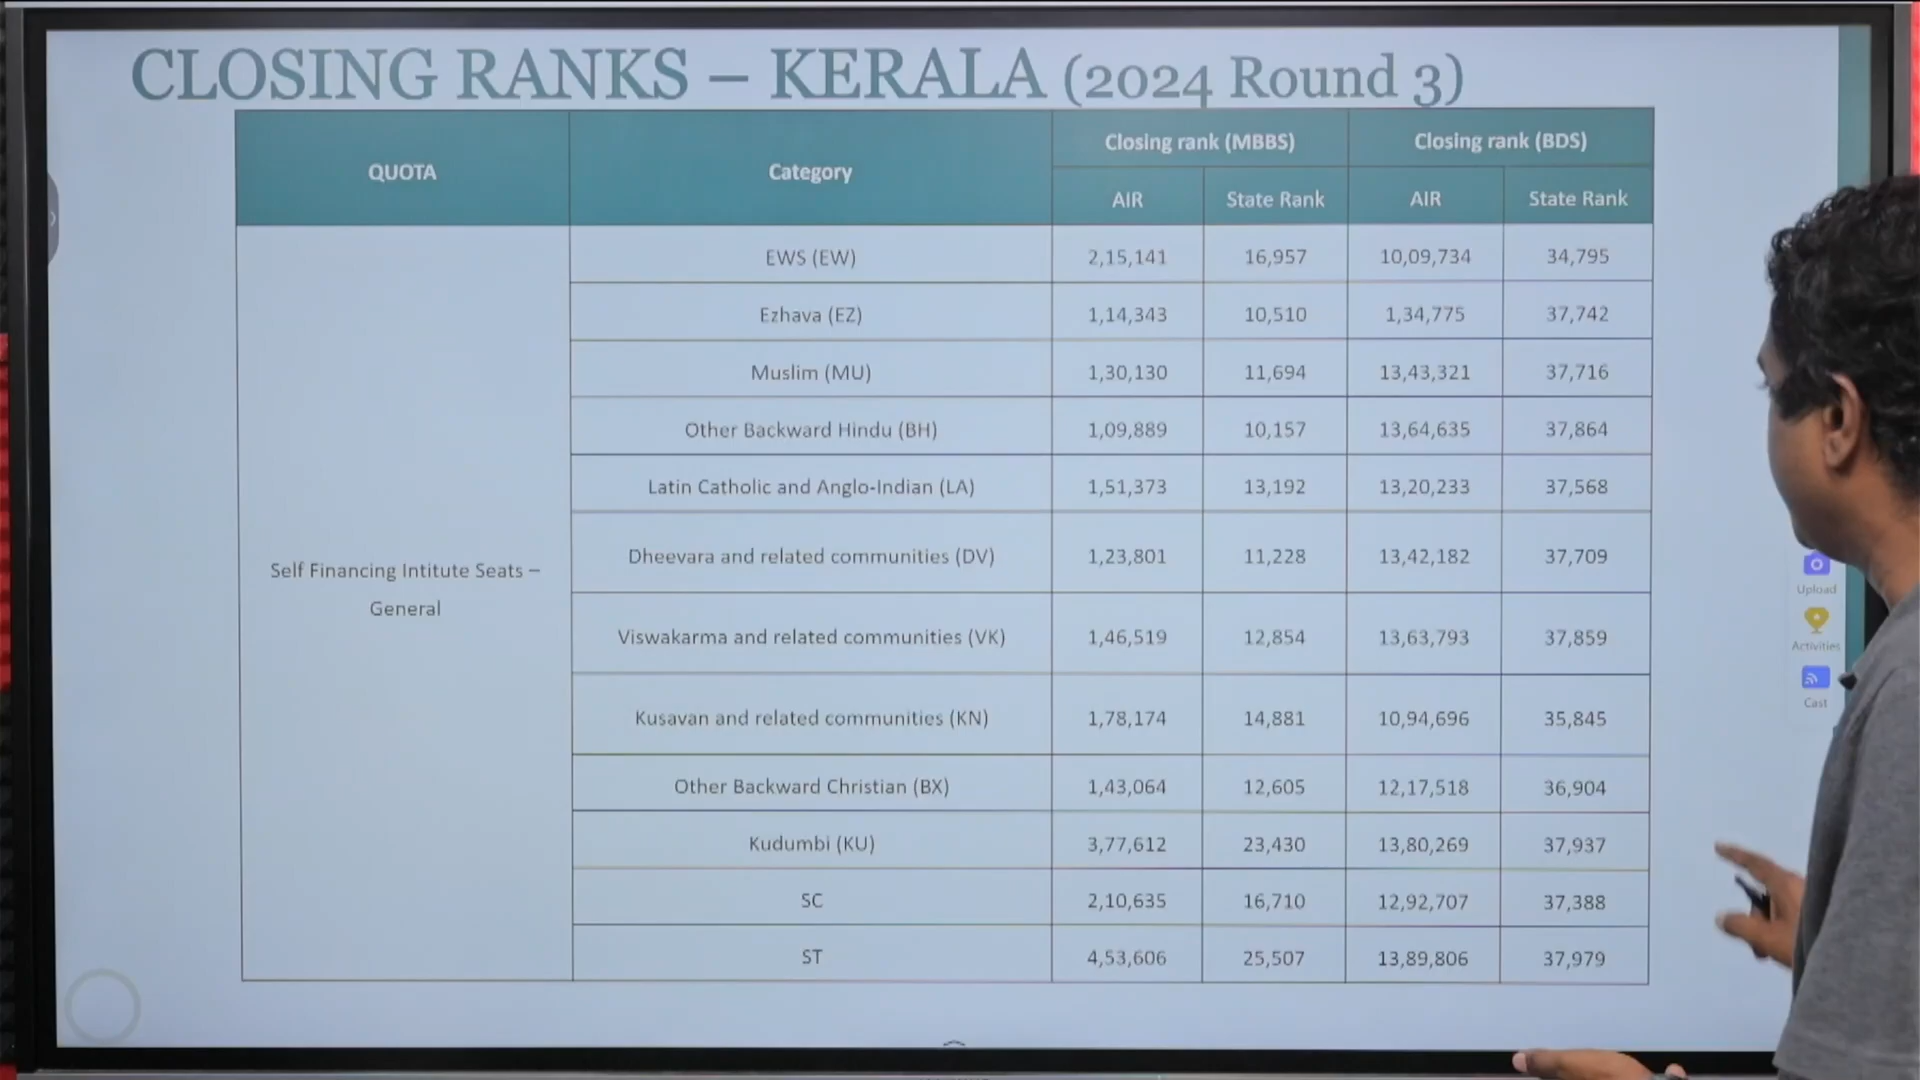 CLOSING RANKS – KERALA (2024 Round 3)
QUOTA Category Closing rank (MBBS) Closing rank (BDS)
AIR State Rank AIR State Rank
EWS (EW) 2,15,141 16,957 10,09,734 34,795
Ezhava (EZ) 1,14,343 10,510 1,34,775 37,742
Muslim (MU) 1,30,130 11,694 13,43,321 37,716
Other Backward Hindu (BH) 1,09,889 10,157 13,64,635 37,864
Latin Catholic and Anglo-Indian (LA) 1,51,373 13,192 13,20,233 37,568
Self Financing Intitute Seats –
General
Dheevara and related communities (DV) 1,23,801 11,228 13,42,182 37,709
Viswakarma and related communities (VK) 1,46,519 12,854 13,63,793 37,859
Kusavan and related communities (KN) 1,78,174 14,881 10,94,696 35,845
Other Backward Christian (BX) 1,43,064 12,605 12,17,518 36,904
Kudumbi (KU) 3,77,612 23,430 13,80,269 37,937
SC 2,10,635 16,710 12,92,707 37,388
ST 4,53,606 25,507 13,89,806 37,979
Upload
Activities
Cast